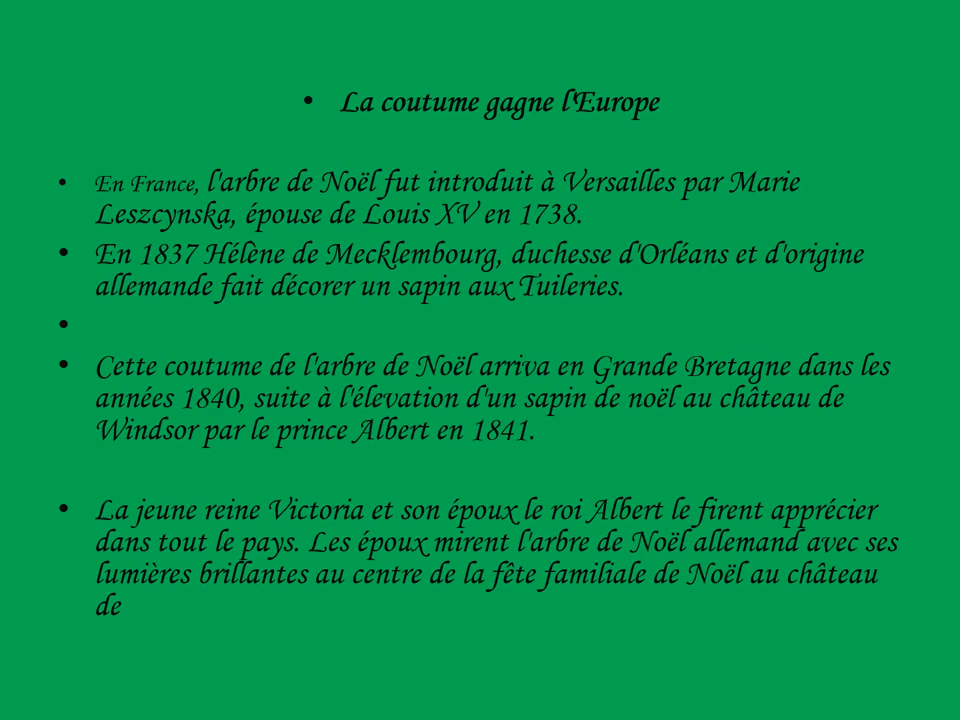 • La coutume gagne l'Europe
• En France, l'arbre de Noël fut introduit à Versailles par Marie
Leszcynska, épouse de Louis XV en 1738.
• En 1837 Hélène de Mecklembourg, duchesse d'Orléans et d'origine
allemande fait décorer un sapin aux Tuileries.
•
• Cette coutume de l'arbre de Noël arriva en Grande Bretagne dans les
années 1840, suite à l'élevation d'un sapin de noël au château de
Windsor par le prince Albert en 1841.
• La jeune reine Victoria et son époux le roi Albert le firent apprécier
dans tout le pays. Les époux mirent l'arbre de Noël allemand avec ses
lumières brillantes au centre de la fête familiale de Noël au château
de